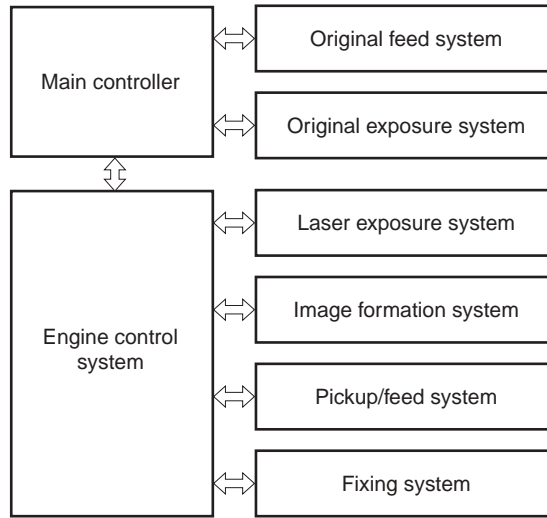 Main controller
Original feed system
Original exposure system
Engine control
system
Laser exposure system
Image formation system
Pickup/feed system
Fixing system